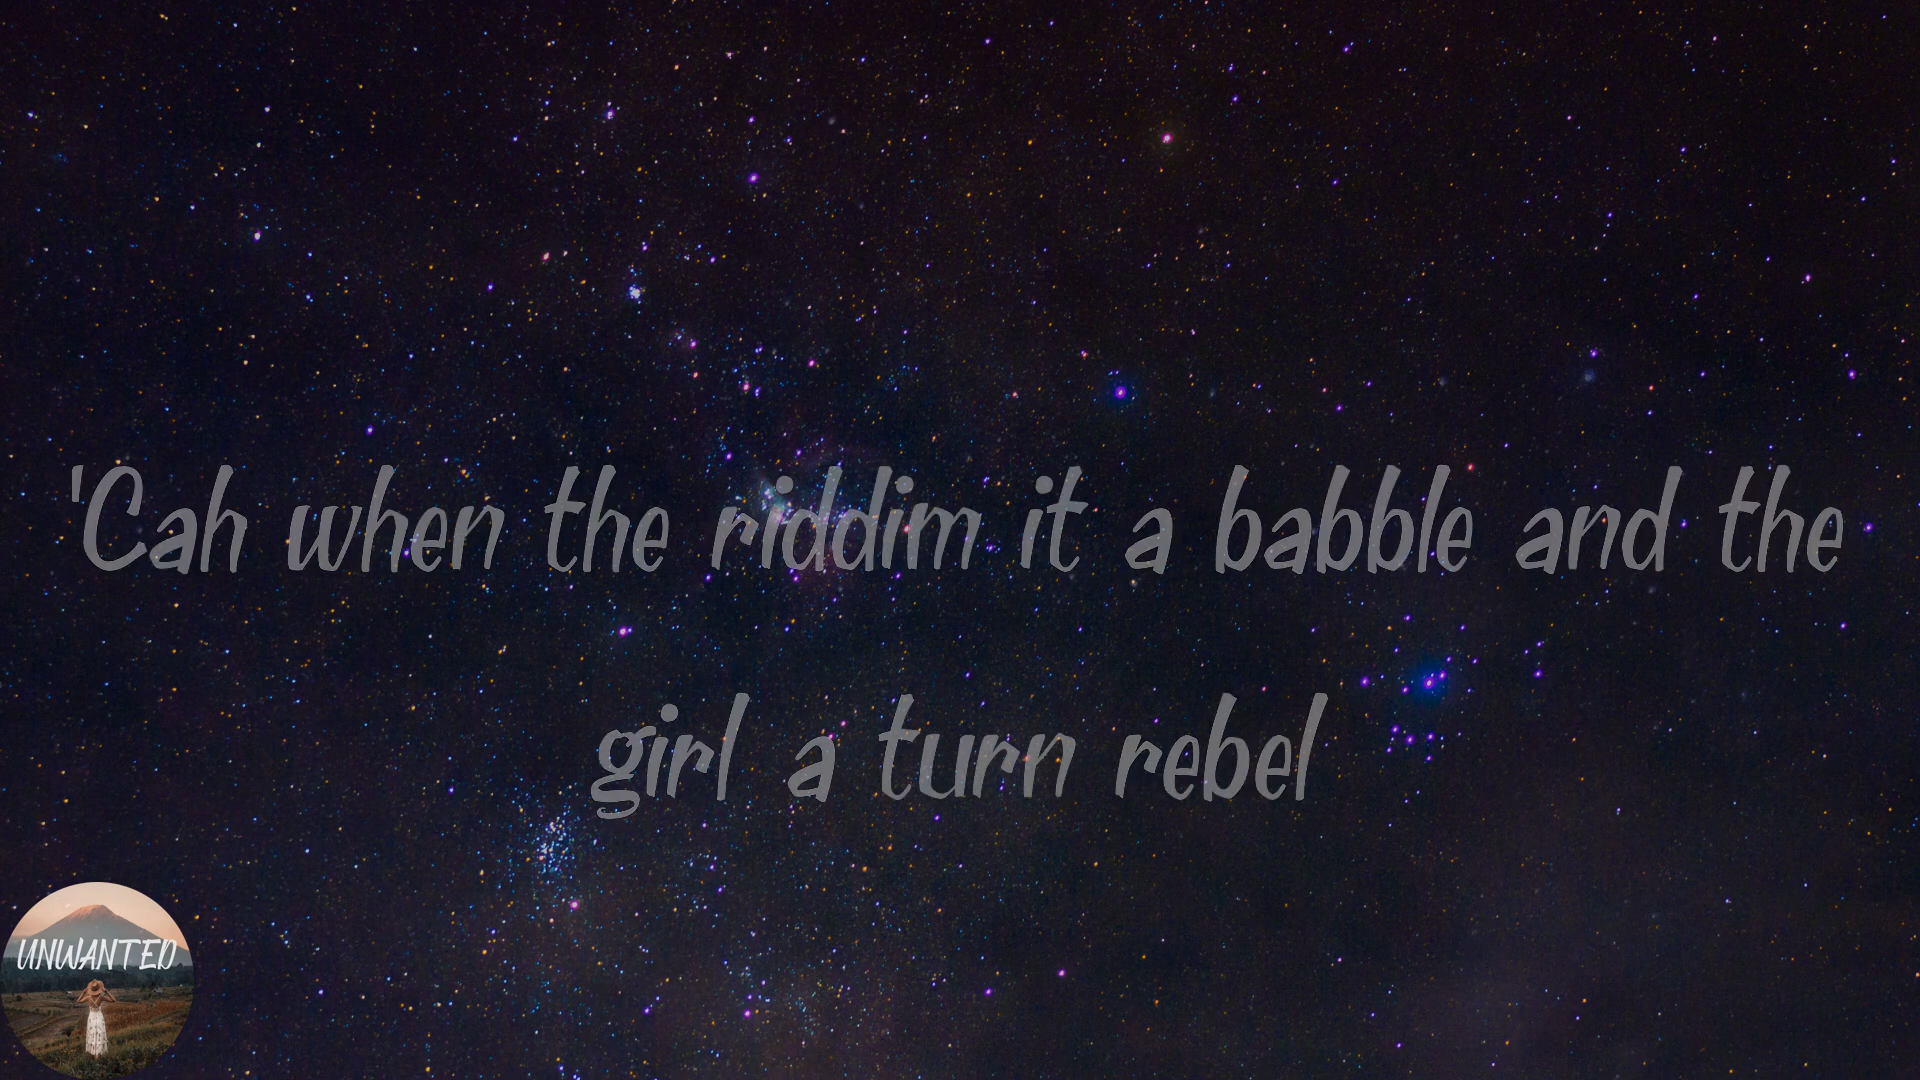 'Cah when the riddim it a babble and the
girl a turn rebel
UNWANTED